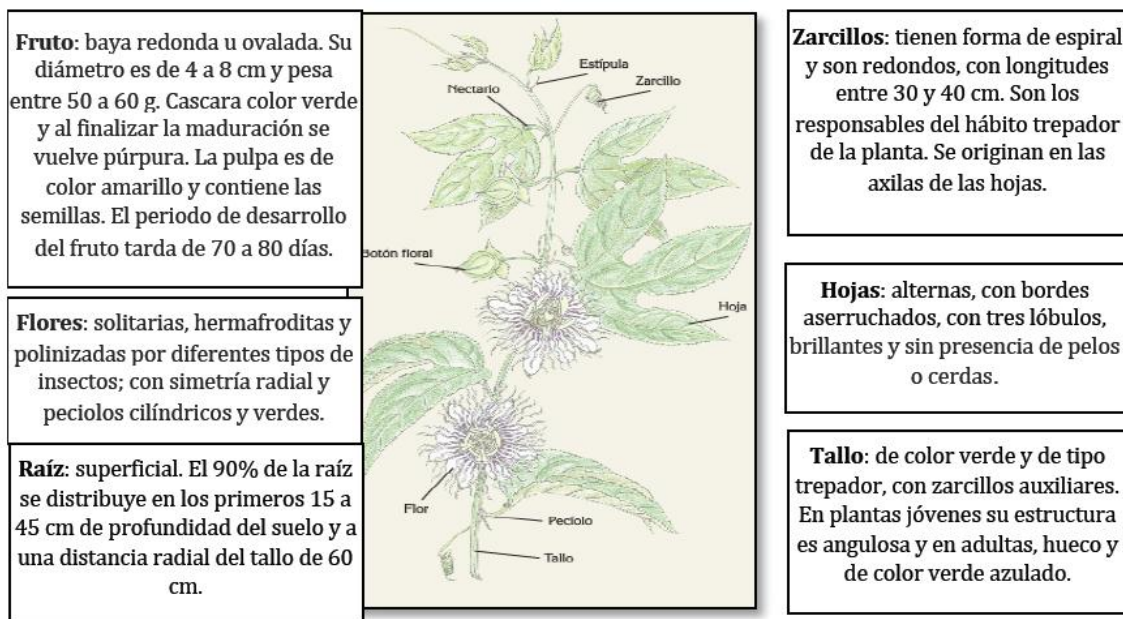 Fruto: baya redonda u ovalada. Su
diámetro es de 4 a 8 cm y pesa
entre 50 a 60 g. Cascara color verde
y al finalizar la maduración se
vuelve púrpura. La pulpa es de
color amarillo y contiene las
semillas. El periodo de desarrollo
del fruto tarda de 70 a 80 días.
Flores: solitarias, hermafroditas y
polinizadas por diferentes tipos de
insectos; con simetría radial y
peciolos cilíndricos y verdes.
Raíz: superficial. El 90% de la raíz
se distribuye en los primeros 15 a
45 cm de profundidad del suelo y a
una distancia radial del tallo de 60
cm.
Estípula
Zarcillo
Nectario
Botón floral
Hoja
Flor
Peciolo
Tallo
Zarcillos: tienen forma de espiral
y son redondos, con longitudes
entre 30 y 40 cm. Son los
responsables del hábito trepador
de la planta. Se originan en las
axilas de las hojas.
Hojas: alternas, con bordes
aserruchados, con tres lóbulos,
brillantes y sin presencia de pelos
o cerdas.
Tallo: de color verde y de tipo
trepador, con zarcillos auxiliares.
En plantas jóvenes su estructura
es angulosa y en adultas, hueco y
de color verde azulado.